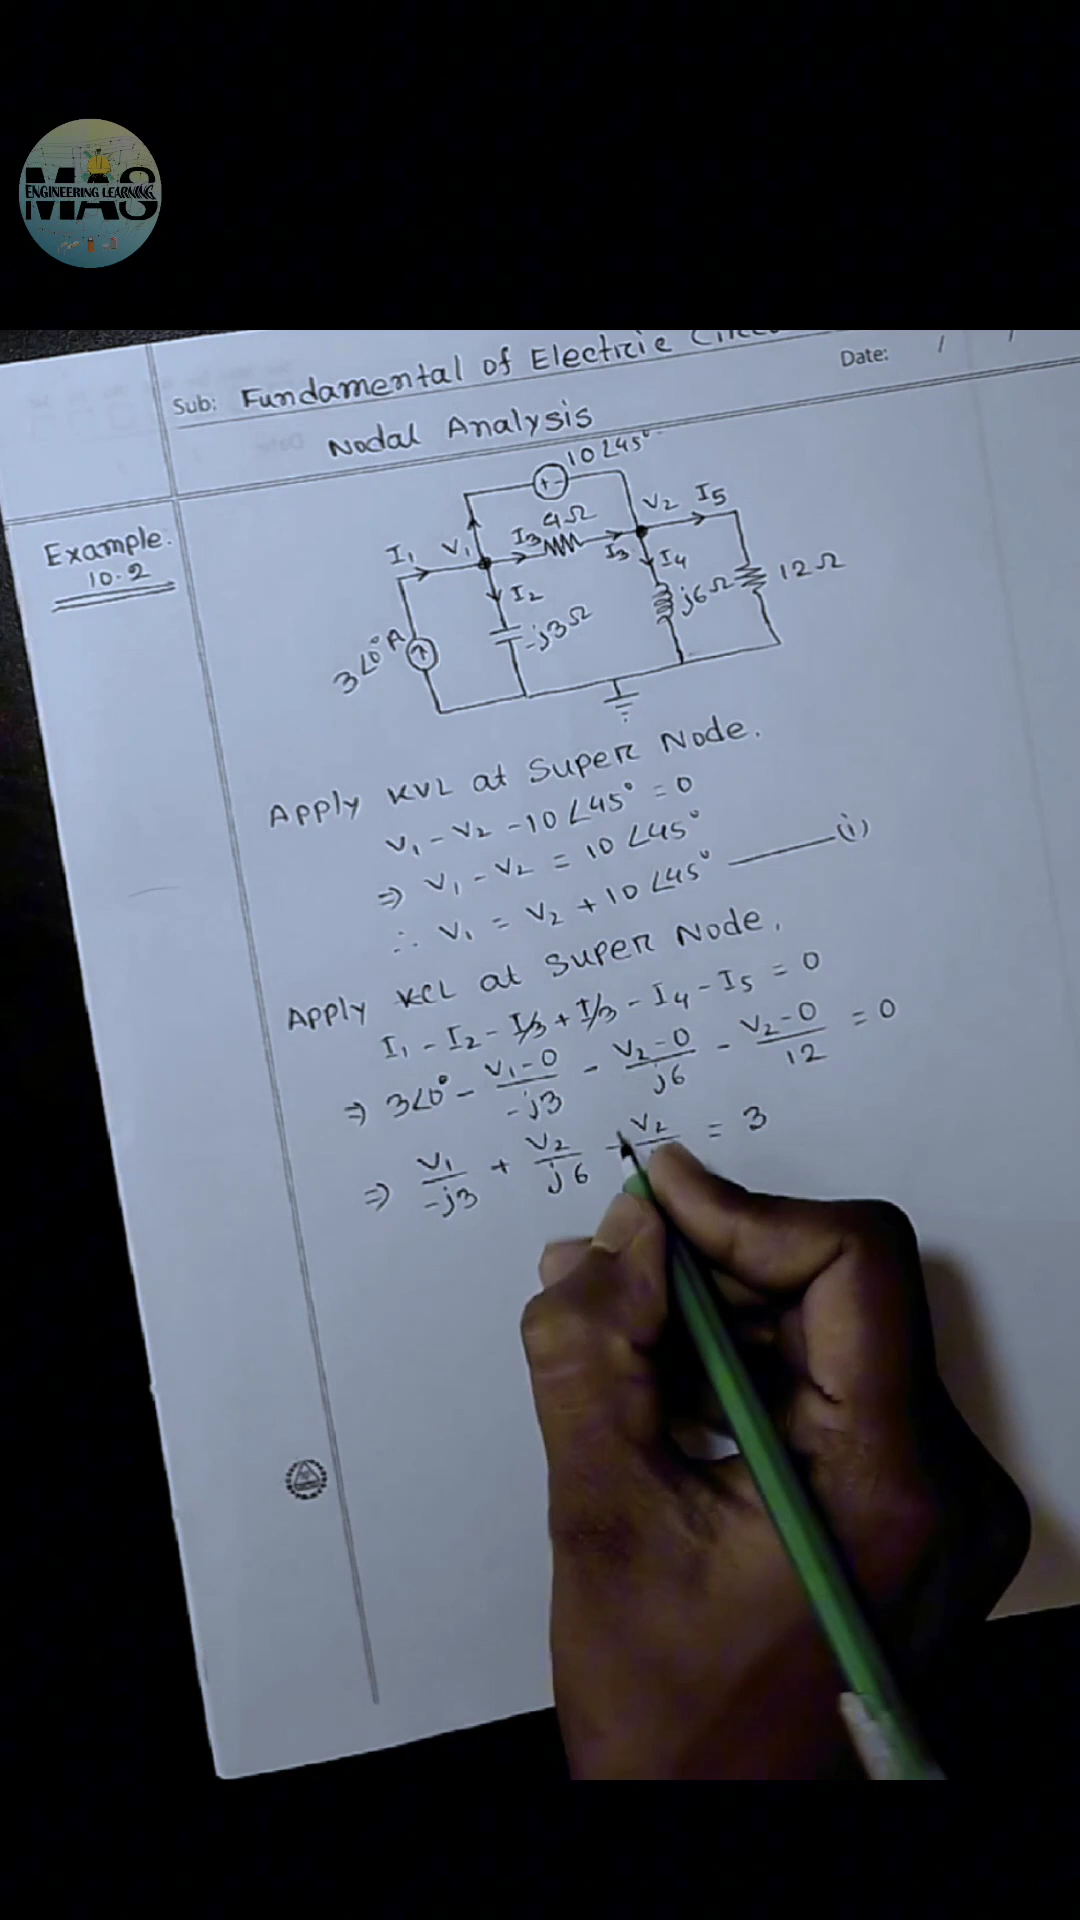 MAS
ENGINEERING LEARNING
Sub: Fundamental of Electric
Date: / /
Nodal Analysis
Example.
10.2
10∠45°
I₁ V₁ I₃ 4Ω I₃ V₂ I₅
I₂ I₄
3∠0° A -j3Ω j6Ω 12Ω
Apply KVL at Super Node.
V₁ - V₂ - 10∠45° = 0
⇒ V₁ - V₂ = 10∠45°
∴ V₁ = V₂ + 10∠45° ——— (i)
Apply KCL at Super Node.
I₁ - I₂ - I₃ + I₃ - I₄ - I₅ = 0
⇒ 3∠0° - (V₁-0)/(-j3) - (V₂-0)/(j6) - (V₂-0)/12 = 0
⇒ V₁/(-j3) + V₂/(j6) + V₂ = 3